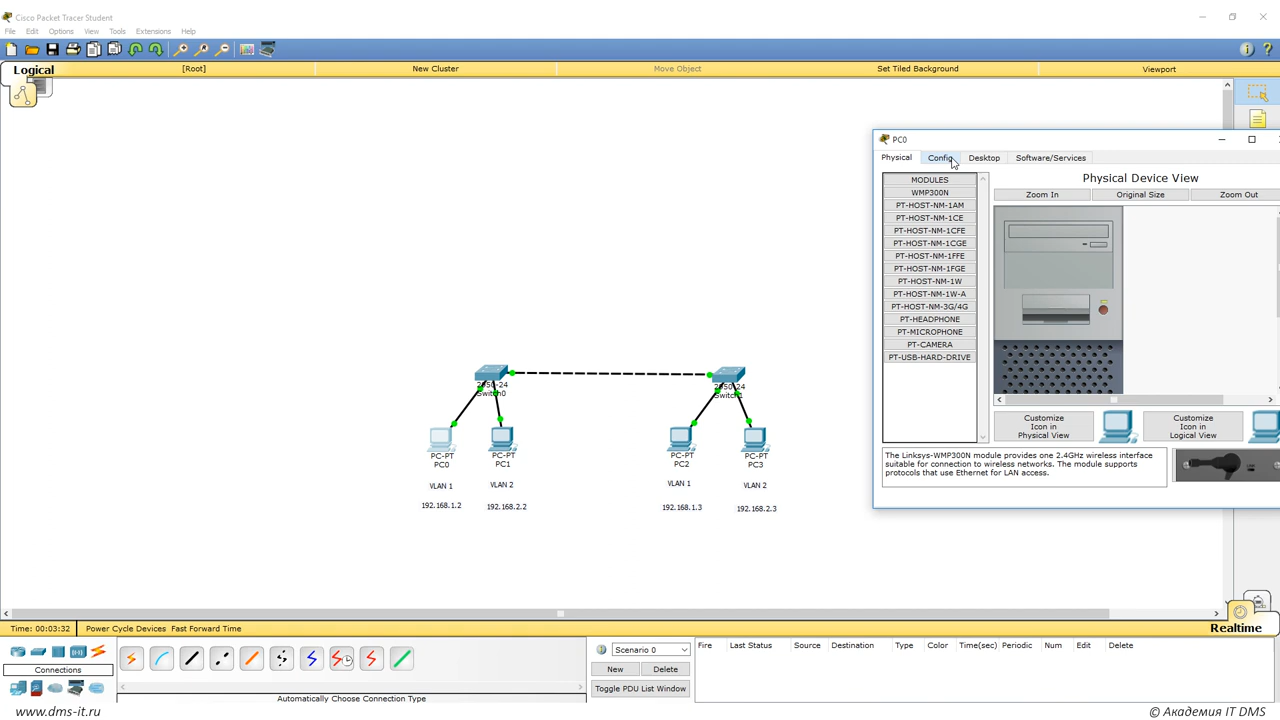 Cisco Packet Tracer Student
File Edit Options View Tools Extensions Help
Logical
[Root]
New Cluster
Move Object
Set Tiled Background
Viewport
PC0
Physical Config Desktop Software/Services
MODULES
WMP300N
PT-HOST-NM-1AM
PT-HOST-NM-1CE
PT-HOST-NM-1CFE
PT-HOST-NM-1CGE
PT-HOST-NM-1FFE
PT-HOST-NM-1FGE
PT-HOST-NM-1W
PT-HOST-NM-1W-A
PT-HOST-NM-3G/4G
PT-HEADPHONE
PT-MICROPHONE
PT-CAMERA
PT-USB-HARD-DRIVE
Physical Device View
Zoom In Original Size Zoom Out
Customize
Icon in
Physical View
Customize
Icon in
Logical View
The Linksys-WMP300N module provides one 2.4GHz wireless interface
suitable for connection to wireless networks. The module supports
protocols that use Ethernet for LAN access.
2950-24
Switch0
2950-24
Switch1
PC-PT
PC0
PC-PT
PC1
PC-PT
PC2
PC-PT
PC3
VLAN 1
VLAN 2
VLAN 1
VLAN 2
192.168.1.2
192.168.2.2
192.168.1.3
192.168.2.3
Time: 00:03:32
Power Cycle Devices Fast Forward Time
Realtime
Connections
Automatically Choose Connection Type
Scenario 0
New Delete
Toggle PDU List Window
Fire Last Status Source Destination Type Color Time(sec) Periodic Num Edit Delete
www.dms-it.ru
© Академия IT DMS